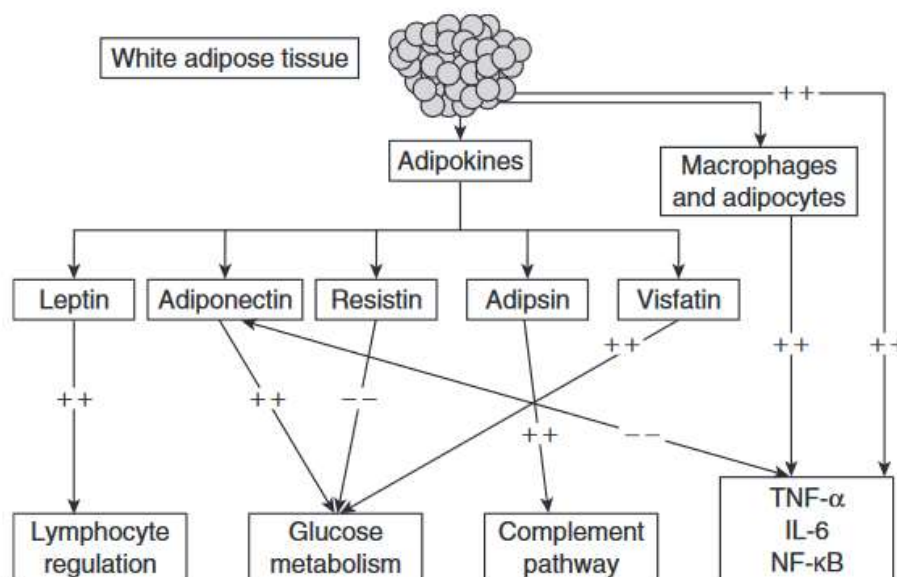 White adipose tissue
++
Adipokines
Macrophages
and adipocytes
Leptin
Adiponectin
Resistin
Adipsin
Visfatin
++
++
++
++
++
−−
++
−−
Lymphocyte
regulation
Glucose
metabolism
Complement
pathway
TNF-α
IL-6
NF-κB